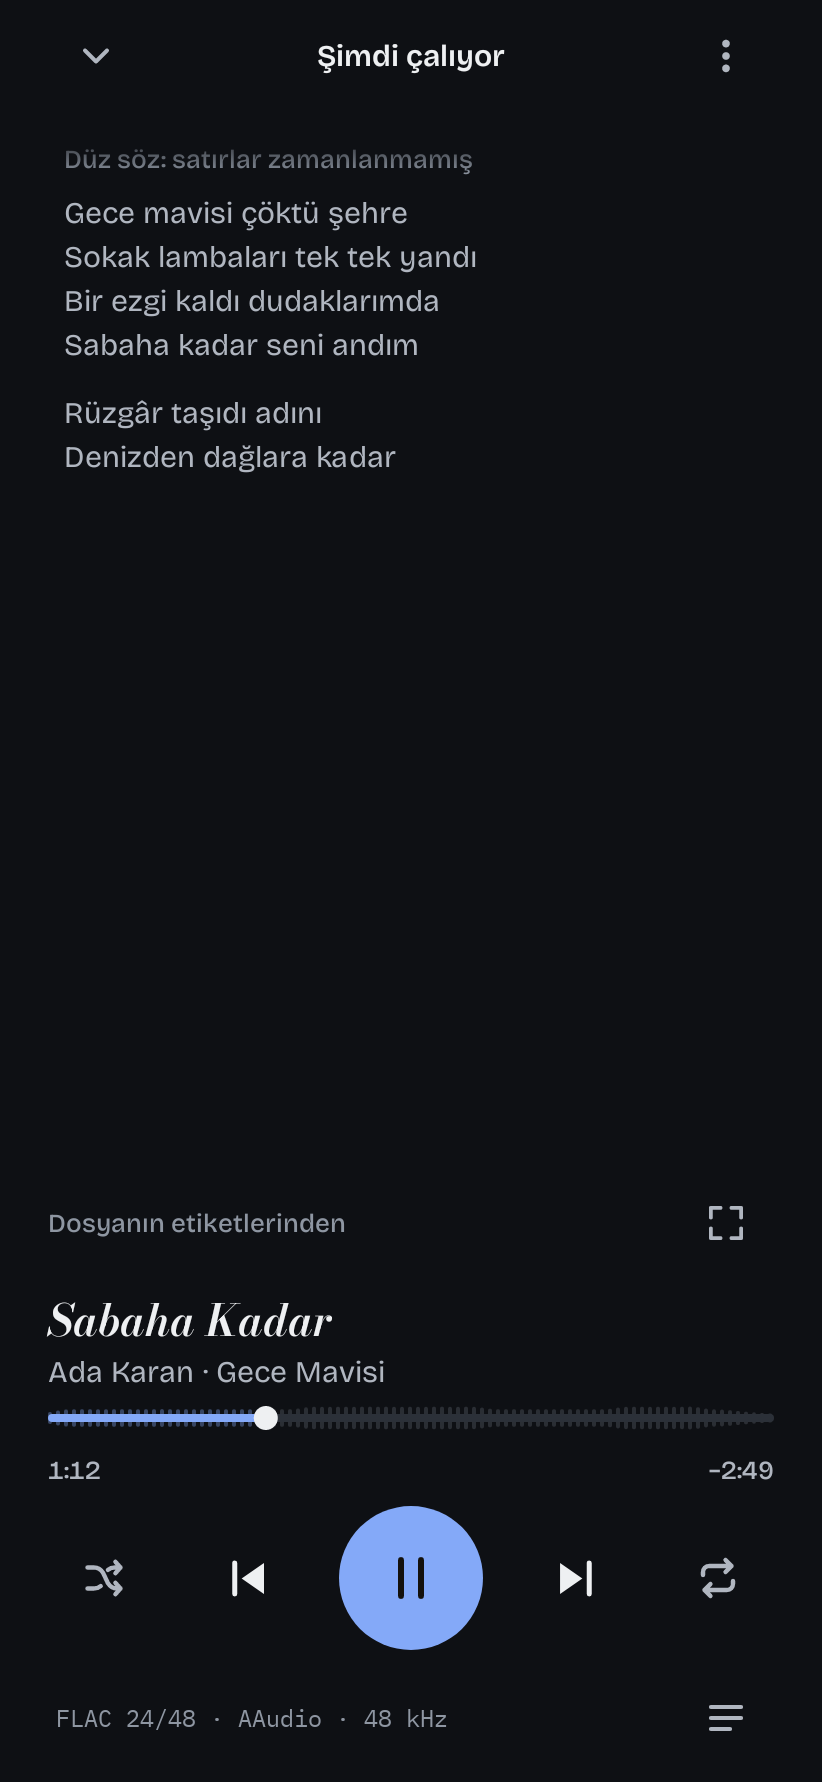 Şimdi çalıyor
Düz söz: satırlar zamanlanmamış
Gece mavisi çöktü şehre
Sokak lambaları tek tek yandı
Bir ezgi kaldı dudaklarımda
Sabaha kadar seni andım
Rüzgâr taşıdı adını
Denizden dağlara kadar
Dosyanın etiketlerinden
Sabaha Kadar
Ada Karan · Gece Mavisi
1:12
−2:49
FLAC 24/48 · AAudio · 48 kHz